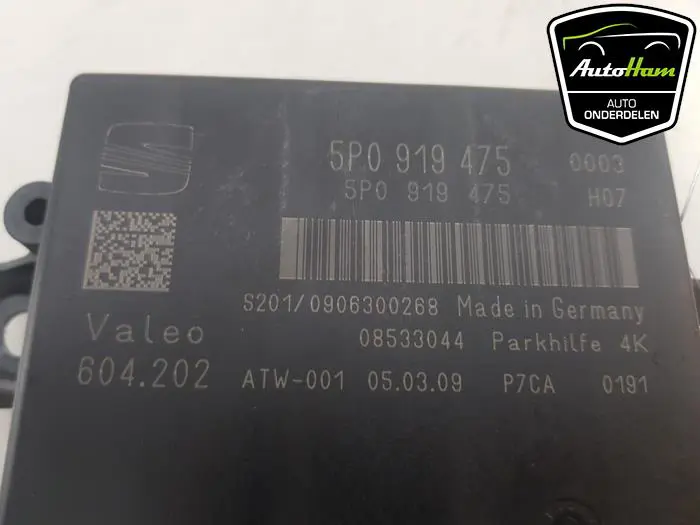 AutoHam
AUTO
ONDERDELEN
5P0 919 475 0003
5P0 919 475 H07
S201/0906300268 Made in Germany
Valeo 08533044 Parkhilfe 4K
604.202 ATW-001 05.03.09 P7CA 0191